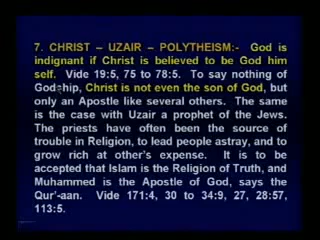 7. CHRIST – UZAIR – POLYTHEISM:- God is
indignant if Christ is believed to be God him
self. Vide 19:5, 75 to 78:5. To say nothing of
Godship, Christ is not even the son of God, but
only an Apostle like several others. The same
is the case with Uzair a prophet of the Jews.
The priests have often been the source of
trouble in Religion, to lead people astray, and to
grow rich at other's expense. It is to be
accepted that Islam is the Religion of Truth, and
Muhammed is the Apostle of God, says the
Qur'-aan. Vide 171:4, 30 to 34:9, 27, 28:57,
113:5.